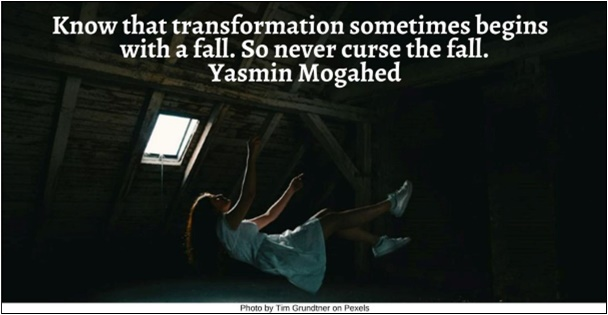 Know that transformation sometimes begins
with a fall. So never curse the fall.
Yasmin Mogahed
Photo by Tim Grundtner on Pexels